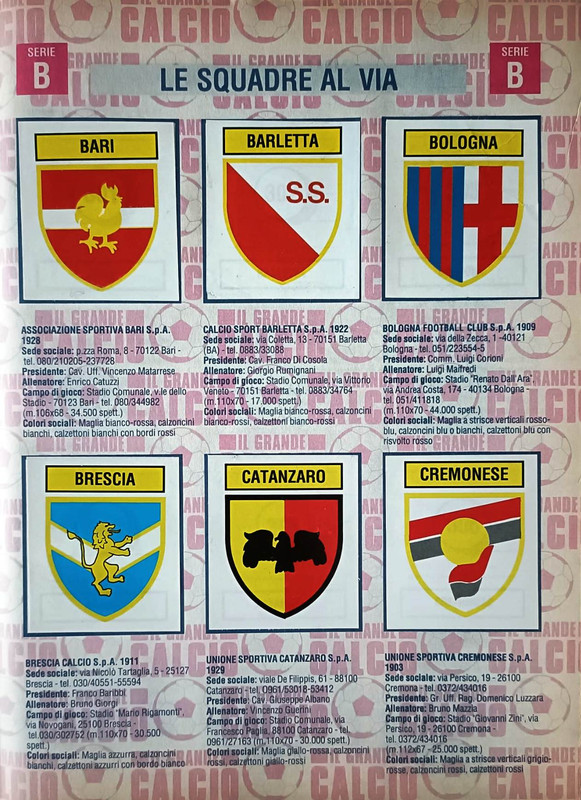 SERIE
B
LE SQUADRE AL VIA
SERIE
B
BARI
ASSOCIAZIONE SPORTIVA BARI S.p.A.
1928
Sede sociale: p.zza Roma, 8 - 70122 Bari -
tel. 080/210205-237728
Presidente: Cav. Uff. Vincenzo Matarrese
Allenatore: Enrico Catuzzi
Campo di gioco: Stadio Comunale, v.le dello
Stadio - 70123 Bari - tel. 080/344982
(m.106x68 - 34.500 spett.)
Colori sociali: Maglia bianco-rossa, calzoncini
bianchi, calzettoni bianchi con bordi rossi
BARLETTA
S.S.
CALCIO SPORT BARLETTA S.p.A. 1922
Sede sociale: via Coletta, 13 - 70151 Barletta
(BA) - tel. 0883/33088
Presidente: Cav. Franco Di Cosola
Allenatore: Giorgio Rumignani
Campo di gioco: Stadio Comunale, via Vittorio
Veneto - 70151 Barletta - tel. 0883/34764
(m.110x70 - 17.000 spett.)
Colori sociali: Maglia bianco-rossa, calzoncini
bianco-rossi, calzettoni bianco-rossi
BOLOGNA
BOLOGNA FOOTBALL CLUB S.p.A. 1909
Sede sociale: via della Zecca, 1 - 40121
Bologna - tel. 051/223554-5
Presidente: Comm. Luigi Corioni
Allenatore: Luigi Maifredi
Campo di gioco: Stadio "Renato Dall'Ara",
via Andrea Costa, 174 - 40134 Bologna -
tel. 051/411818
(m.110x70 - 44.000 spett.)
Colori sociali: Maglia a strisce verticali rosso-
blu, calzoncini blu o bianchi, calzettoni blu con
risvolto rosso
BRESCIA
BRESCIA CALCIO S.p.A. 1911
Sede sociale: via Nicolò Tartaglia, 5 - 25127
Brescia - tel. 030/40551-55594
Presidente: Franco Baribbi
Allenatore: Bruno Giorgi
Campo di gioco: Stadio "Mario Rigamonti",
via Novogani, 25100 Brescia -
tel.030/302752 (m.110x70 - 30.500
spett.)
Colori sociali: Maglia azzurra, calzoncini
bianchi, calzettoni azzurri con bordo bianco
CATANZARO
UNIONE SPORTIVA CATANZARO S.p.A.
1929
Sede sociale: viale De Filippis, 61 - 88100
Catanzaro - tel. 0961/53018-53412
Presidente: Cav. Giuseppe Albano
Allenatore: Vincenzo Guerini
Campo di gioco: Stadio Comunale, via
Francesco Paglia, 88100 Catanzaro - tel.
0961/27163 (m.110x70 - 30.000 spett.)
Colori sociali: Maglia giallo-rossa, calzoncini
rossi, calzettoni giallo-rossi
CREMONESE
UNIONE SPORTIVA CREMONESE S.p.A.
1903
Sede sociale: via Persico, 19 - 26100
Cremona - tel. 0372/434016
Presidente: Gr. Uff. Rag. Domenico Luzzara
Allenatore: Bruno Mazzia
Campo di gioco: Stadio "Giovanni Zini", via
Persico, 19 - 26100 Cremona -
tel. 0372/434016
(m.112x67 - 25.000 spett.)
Colori sociali: Maglia a strisce verticali grigio-
rosse, calzoncini rossi, calzettoni rossi
IL GRANDE
CALCIO